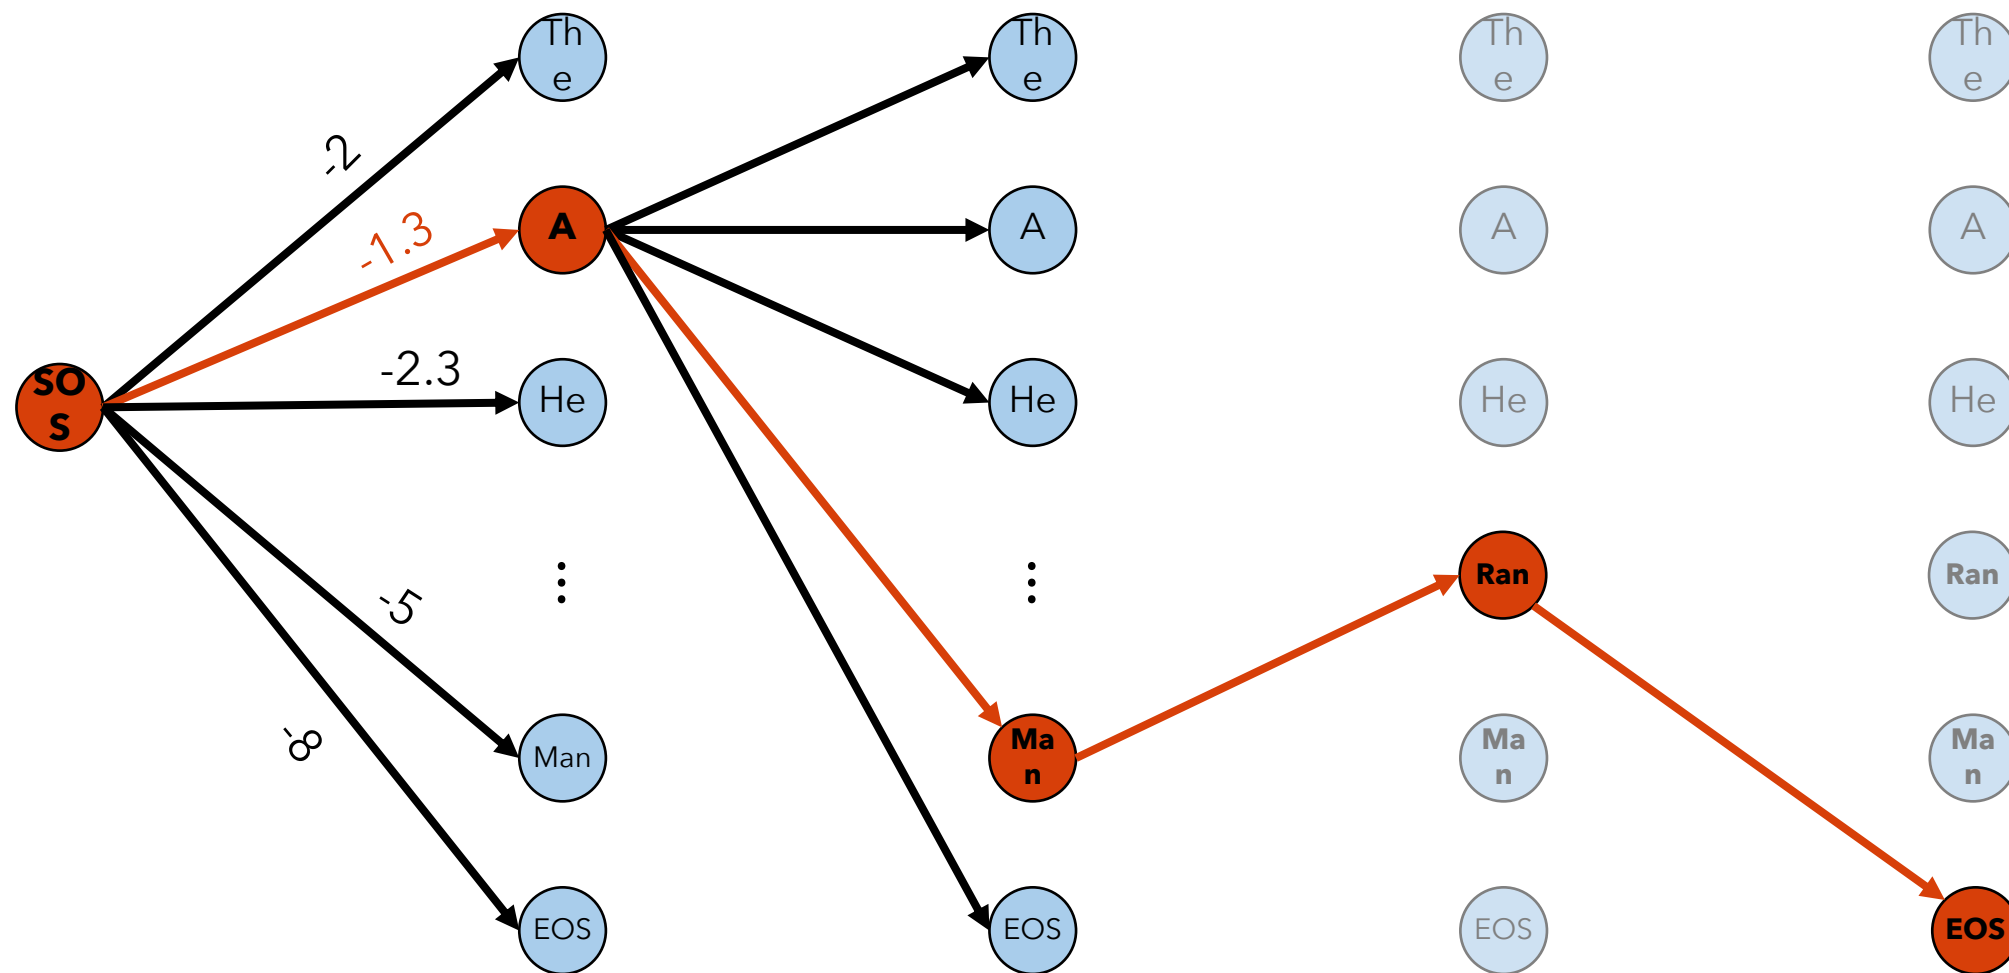 Th
e
Th
e
Th
e
Th
e
-2
-1.3
A
A
A
A
SO
S
-2.3
He
He
He
He
-5
⋮
⋮
Ran
Ran
-8
Man
Ma
n
Ma
n
Ma
n
EOS
EOS
EOS
EOS